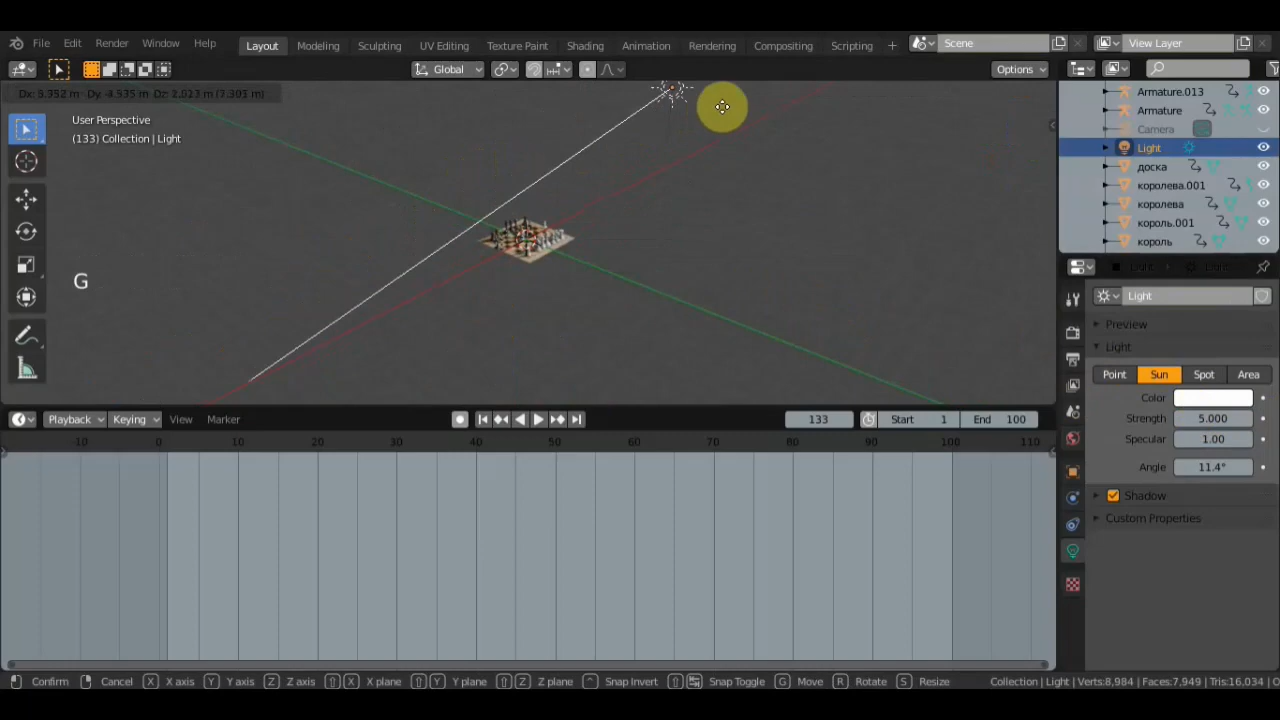 File Edit Render Window Help Layout Modeling Sculpting UV Editing Texture Paint Shading Animation Rendering Compositing Scripting + Scene View Layer
Global Options
Dx: 5.352 m Dy: -4.535 m Dz: 2.023 m (7.303 m)
User Perspective
(133) Collection | Light
G
Armature.013
Armature
Camera
Light
доска
королева.001
королева
король.001
король
Light Light
Light
Preview
Light
Point Sun Spot Area
Color
Strength 5.000
Specular 1.00
Angle 11.4°
Shadow
Custom Properties
Playback Keying View Marker 133 Start 1 End 100
-10 0 10 20 30 40 50 60 70 80 90 100 110
Confirm Cancel X X axis Y Y axis Z Z axis X X plane Y Y plane Z Z plane ^ Snap Invert Snap Toggle G Move R Rotate S Resize Collection | Light | Verts:8,984 | Faces:7,949 | Tris:16,034 | O